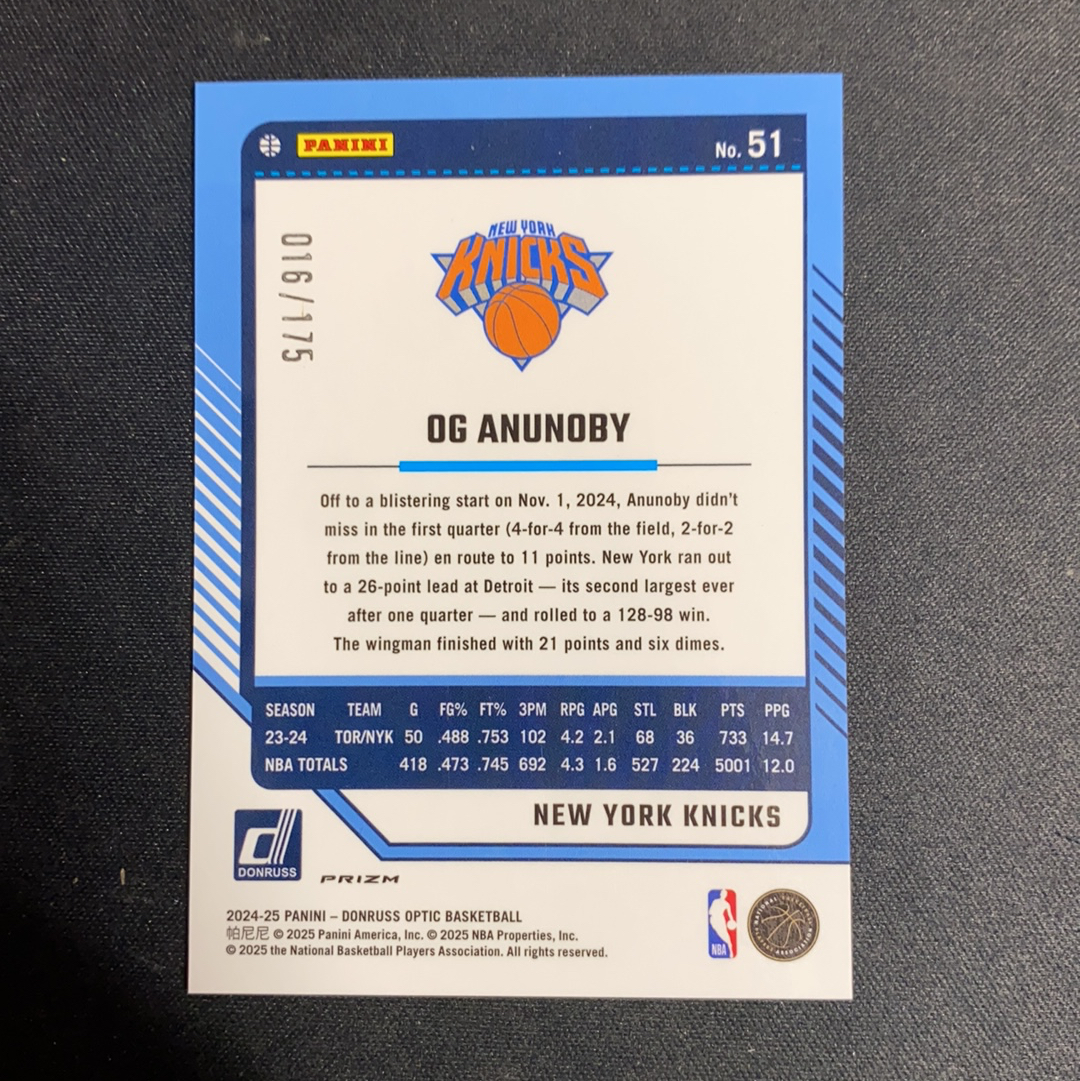 PANINI
No. 51
016/175
NEW YORK
KNICKS
OG ANUNOBY
Off to a blistering start on Nov. 1, 2024, Anunoby didn't
miss in the first quarter (4-for-4 from the field, 2-for-2
from the line) en route to 11 points. New York ran out
to a 26-point lead at Detroit — its second largest ever
after one quarter — and rolled to a 128-98 win.
The wingman finished with 21 points and six dimes.
SEASON TEAM G FG% FT% 3PM RPG APG STL BLK PTS PPG
23-24 TOR/NYK 50 .488 .753 102 4.2 2.1 68 36 733 14.7
NBA TOTALS 418 .473 .745 692 4.3 1.6 527 224 5001 12.0
NEW YORK KNICKS
d
DONRUSS
PRIZM
2024-25 PANINI – DONRUSS OPTIC BASKETBALL
帕尼尼 © 2025 Panini America, Inc. © 2025 NBA Properties, Inc.
© 2025 the National Basketball Players Association. All rights reserved.
NBA